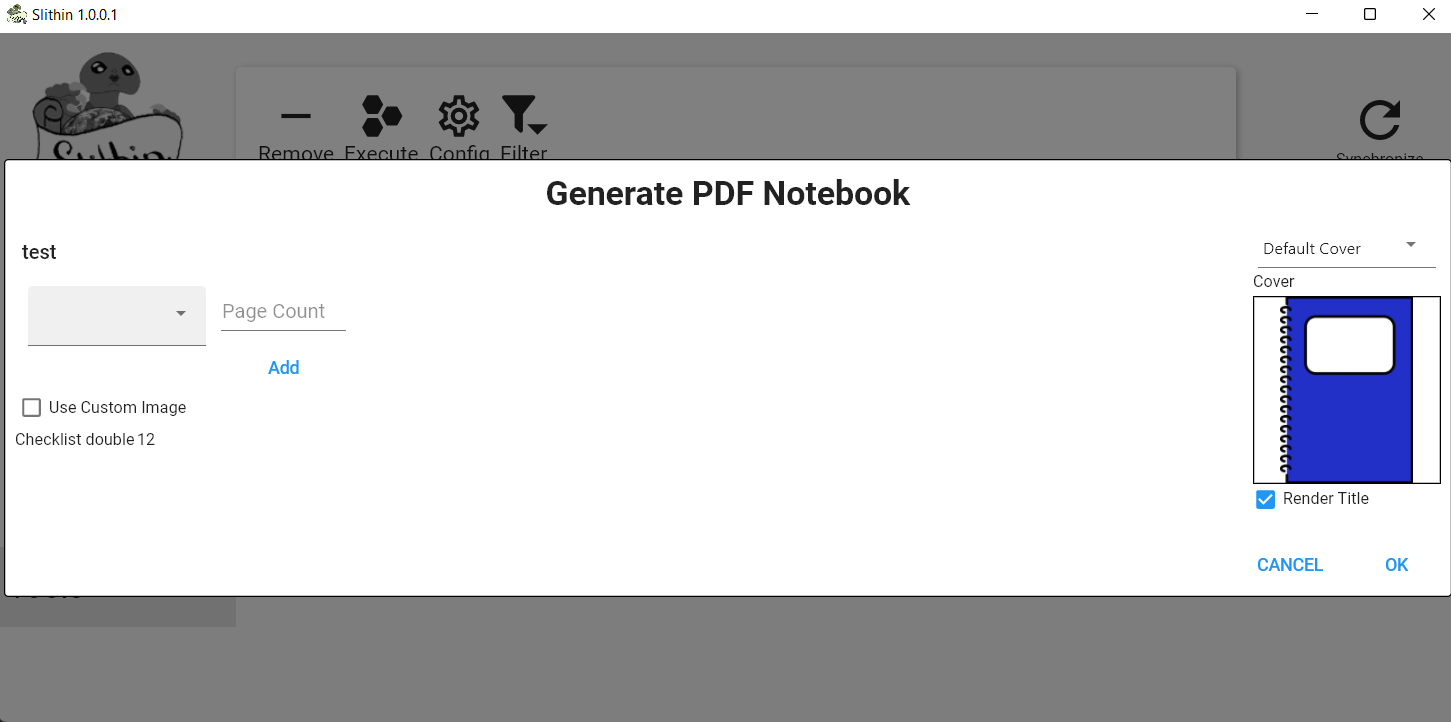 Slithin 1.0.0.1
Slithin
Remove Execute Config Filter
Synchronize
Generate PDF Notebook
test
Default Cover
Cover
Page Count
Add
Use Custom Image
Checklist double 12
Render Title
CANCEL OK